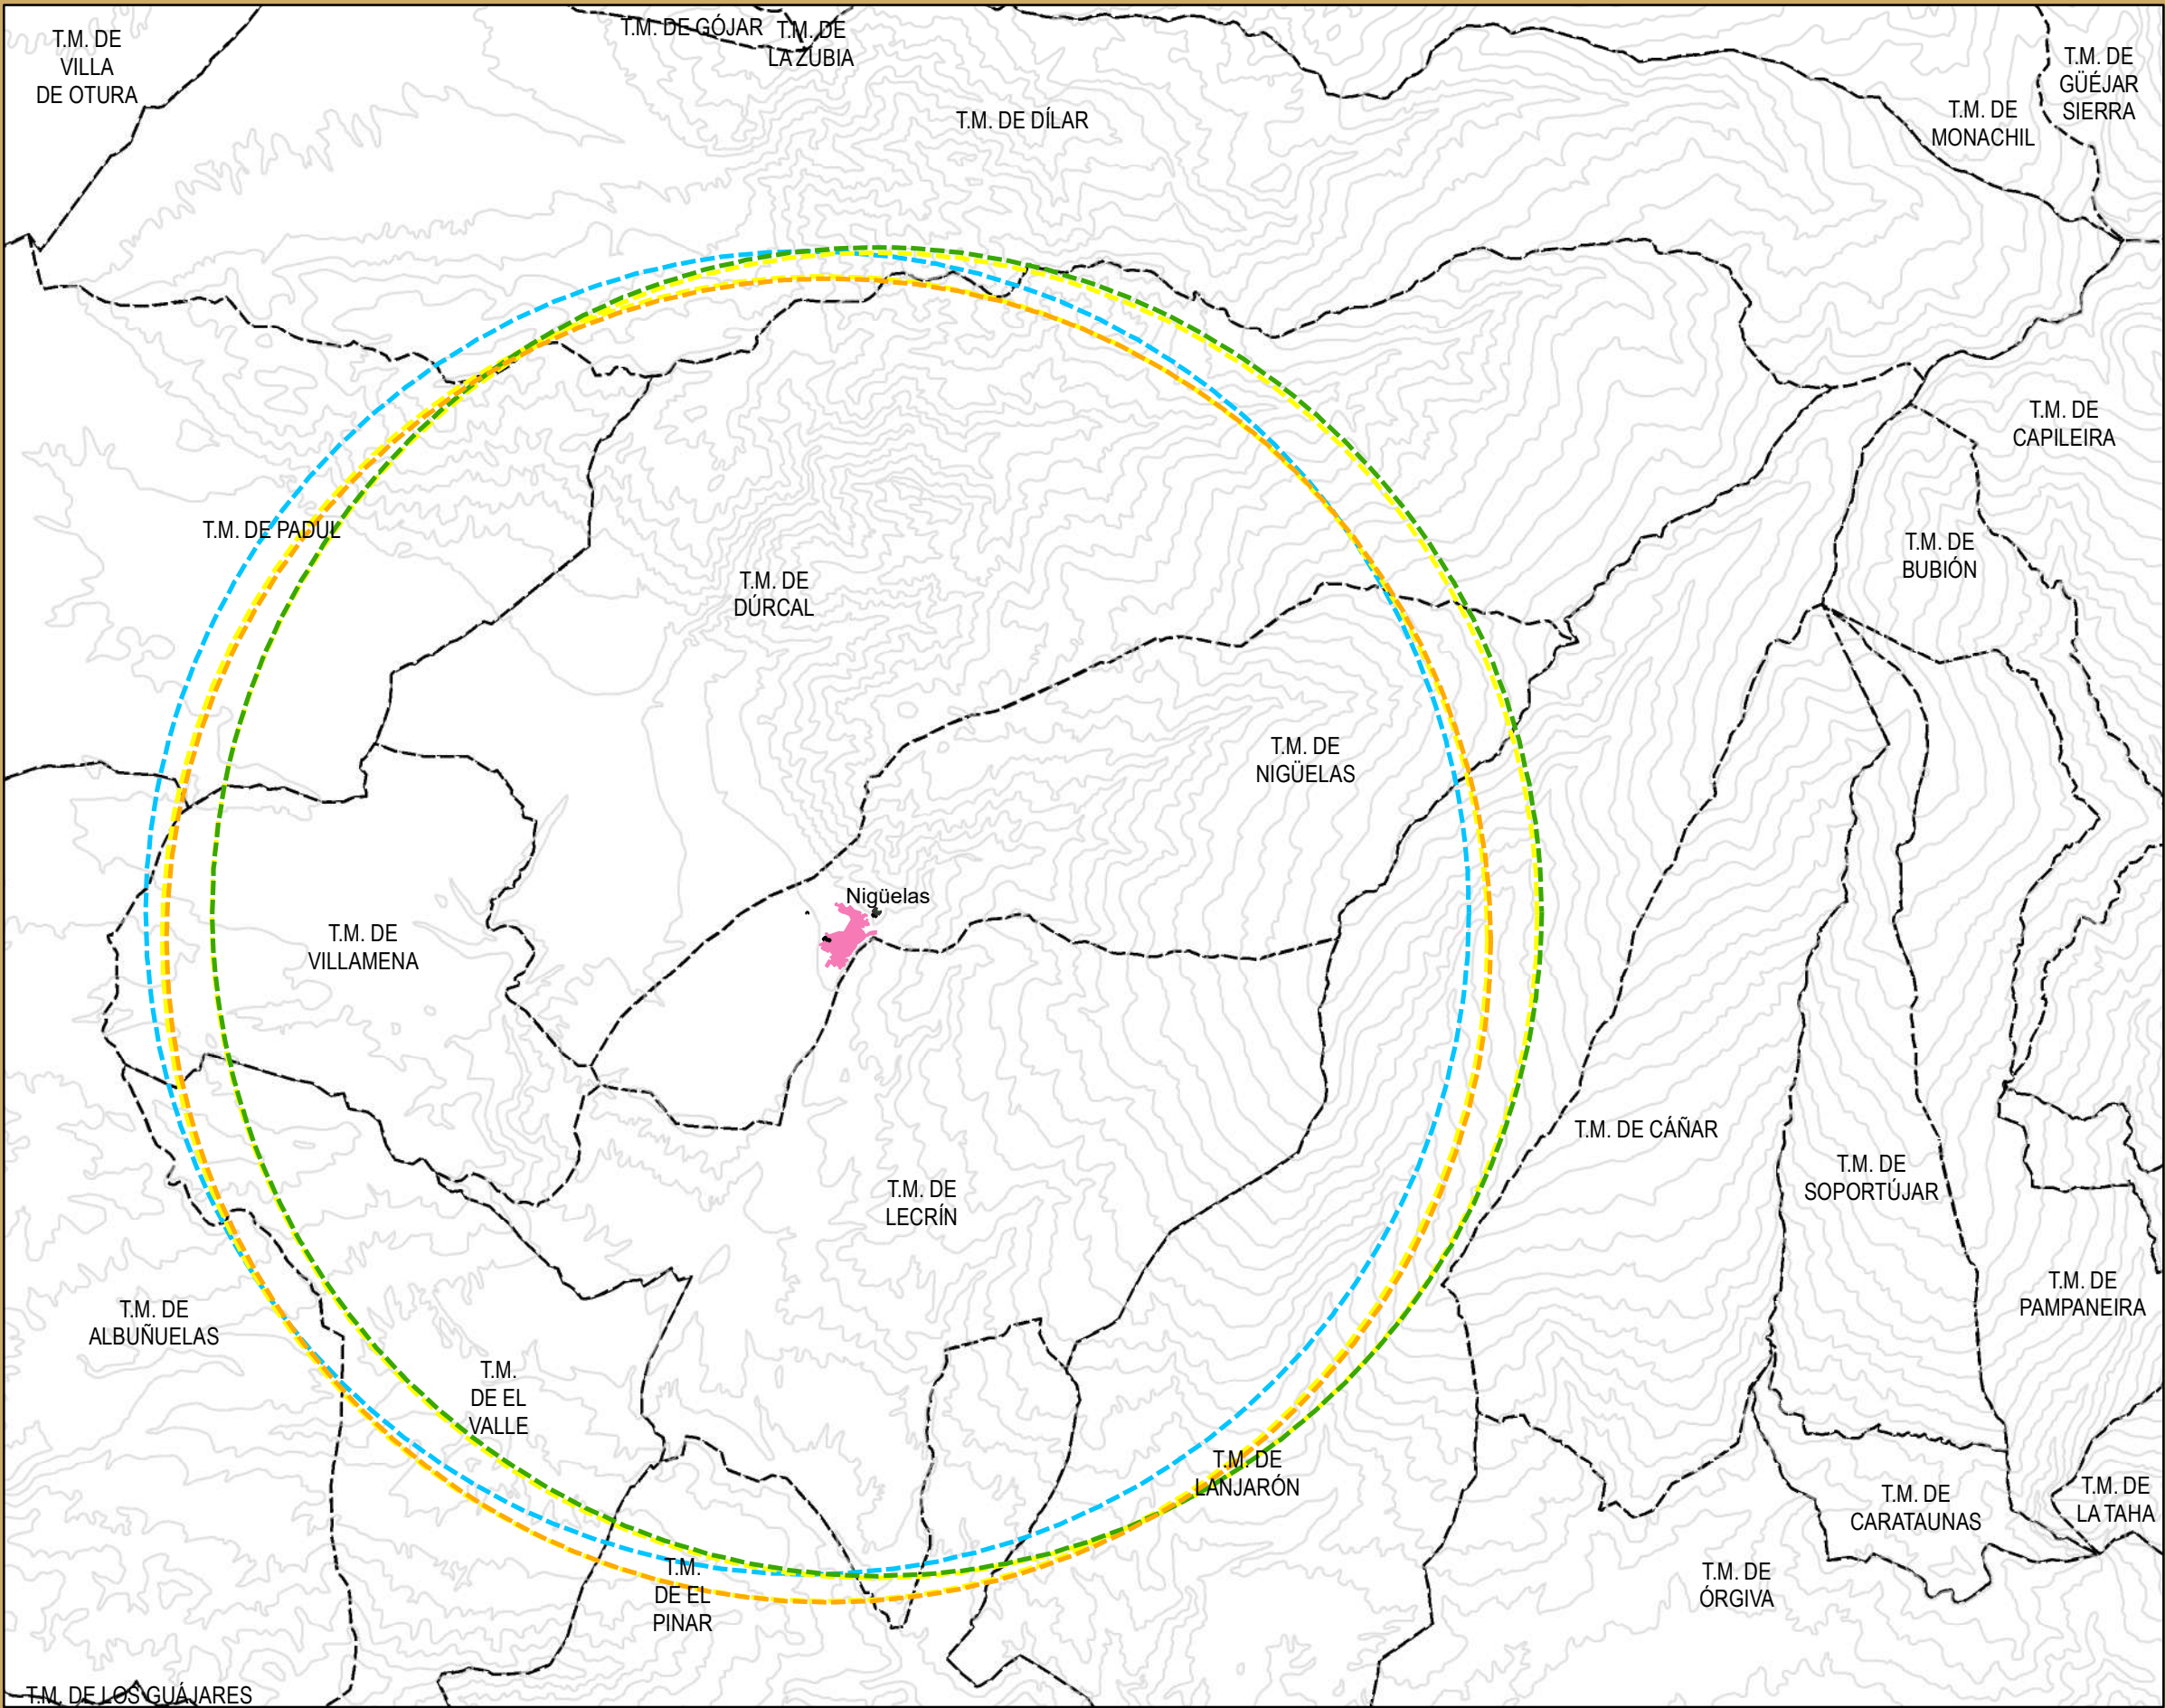 T.M. DE GÓJAR
T.M. DE
LA ZUBIA
T.M. DE
VILLA
DE OTURA
T.M. DE
GÜÉJAR
SIERRA
T.M. DE
MONACHIL
T.M. DE DÍLAR
T.M. DE
CAPILEIRA
T.M. DE PADUL
T.M. DE
BUBIÓN
T.M. DE
DÚRCAL
T.M. DE
NIGÜELAS
Nigüelas
T.M. DE
VILLAMENA
T.M. DE CÁÑAR
T.M. DE
SOPORTÚJAR
T.M. DE
LECRÍN
T.M. DE
PAMPANEIRA
T.M. DE
ALBUÑUELAS
T.M.
DE EL
VALLE
T.M. DE
LANJARÓN
T.M. DE
CARATAUNAS
T.M. DE
LA TAHA
T.M.
DE EL
PINAR
T.M. DE
ÓRGIVA
T.M. DE LOS GUÁJARES